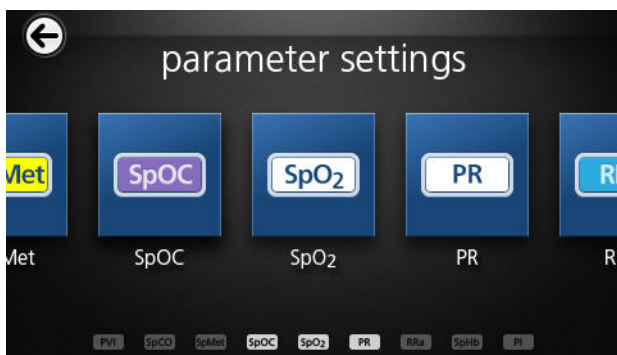 parameter settings
Met SpOC SpO₂ PR R
Met SpOC SpO₂ PR R
PVI SpCO SpMet SpOC SpO₂ PR RRa SpHb PI